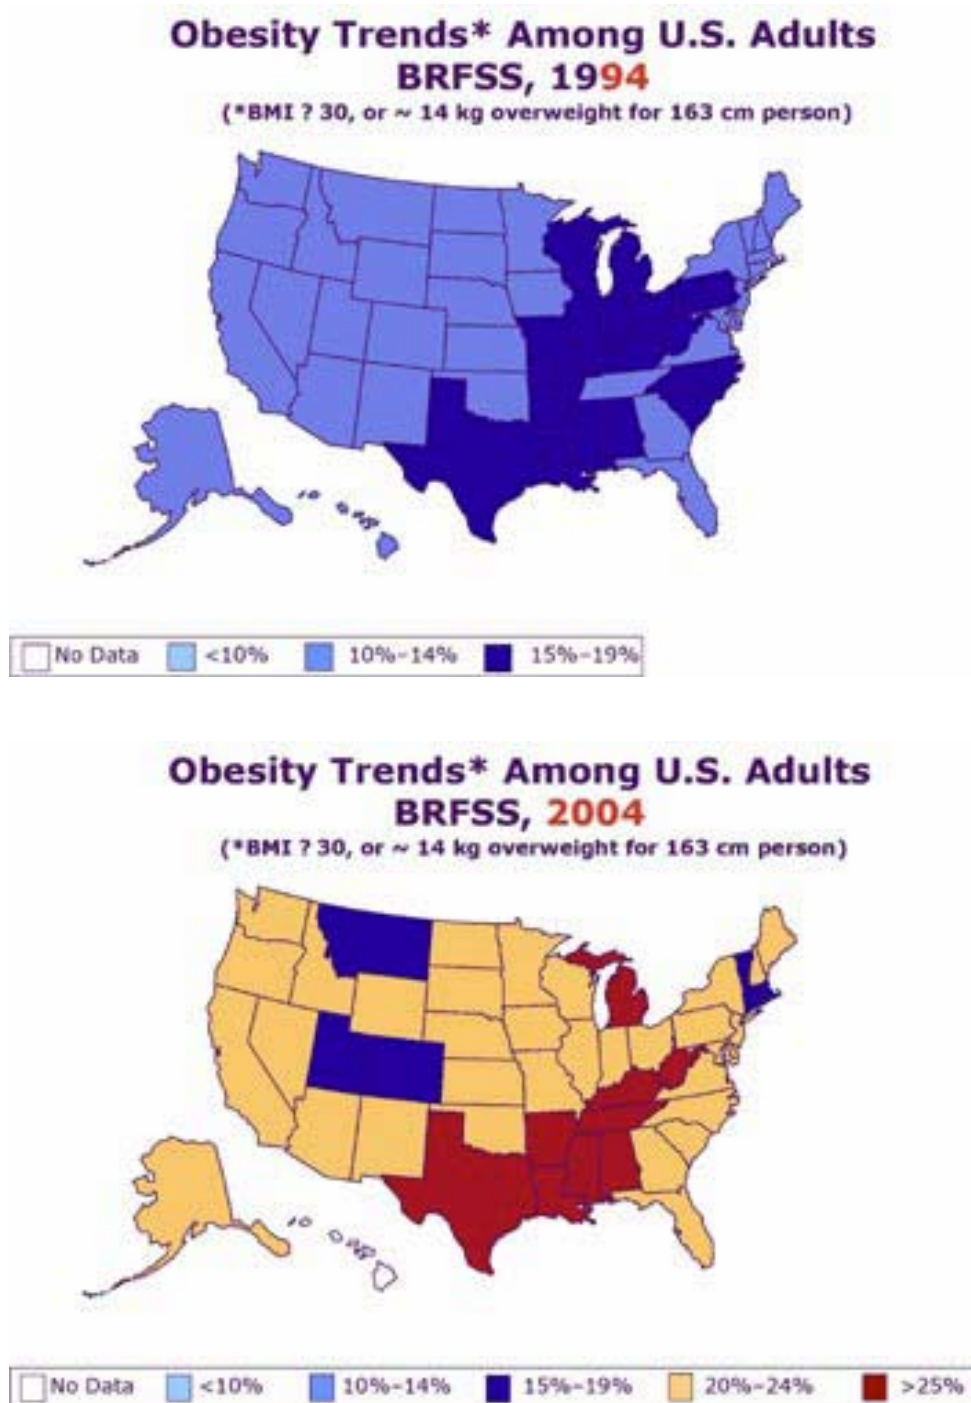 Obesity Trends* Among U.S. Adults
BRFSS, 1994
(*BMI ? 30, or ~ 14 kg overweight for 163 cm person)
No Data <10% 10%-14% 15%-19%
Obesity Trends* Among U.S. Adults
BRFSS, 2004
(*BMI ? 30, or ~ 14 kg overweight for 163 cm person)
No Data <10% 10%-14% 15%-19% 20%-24% >25%